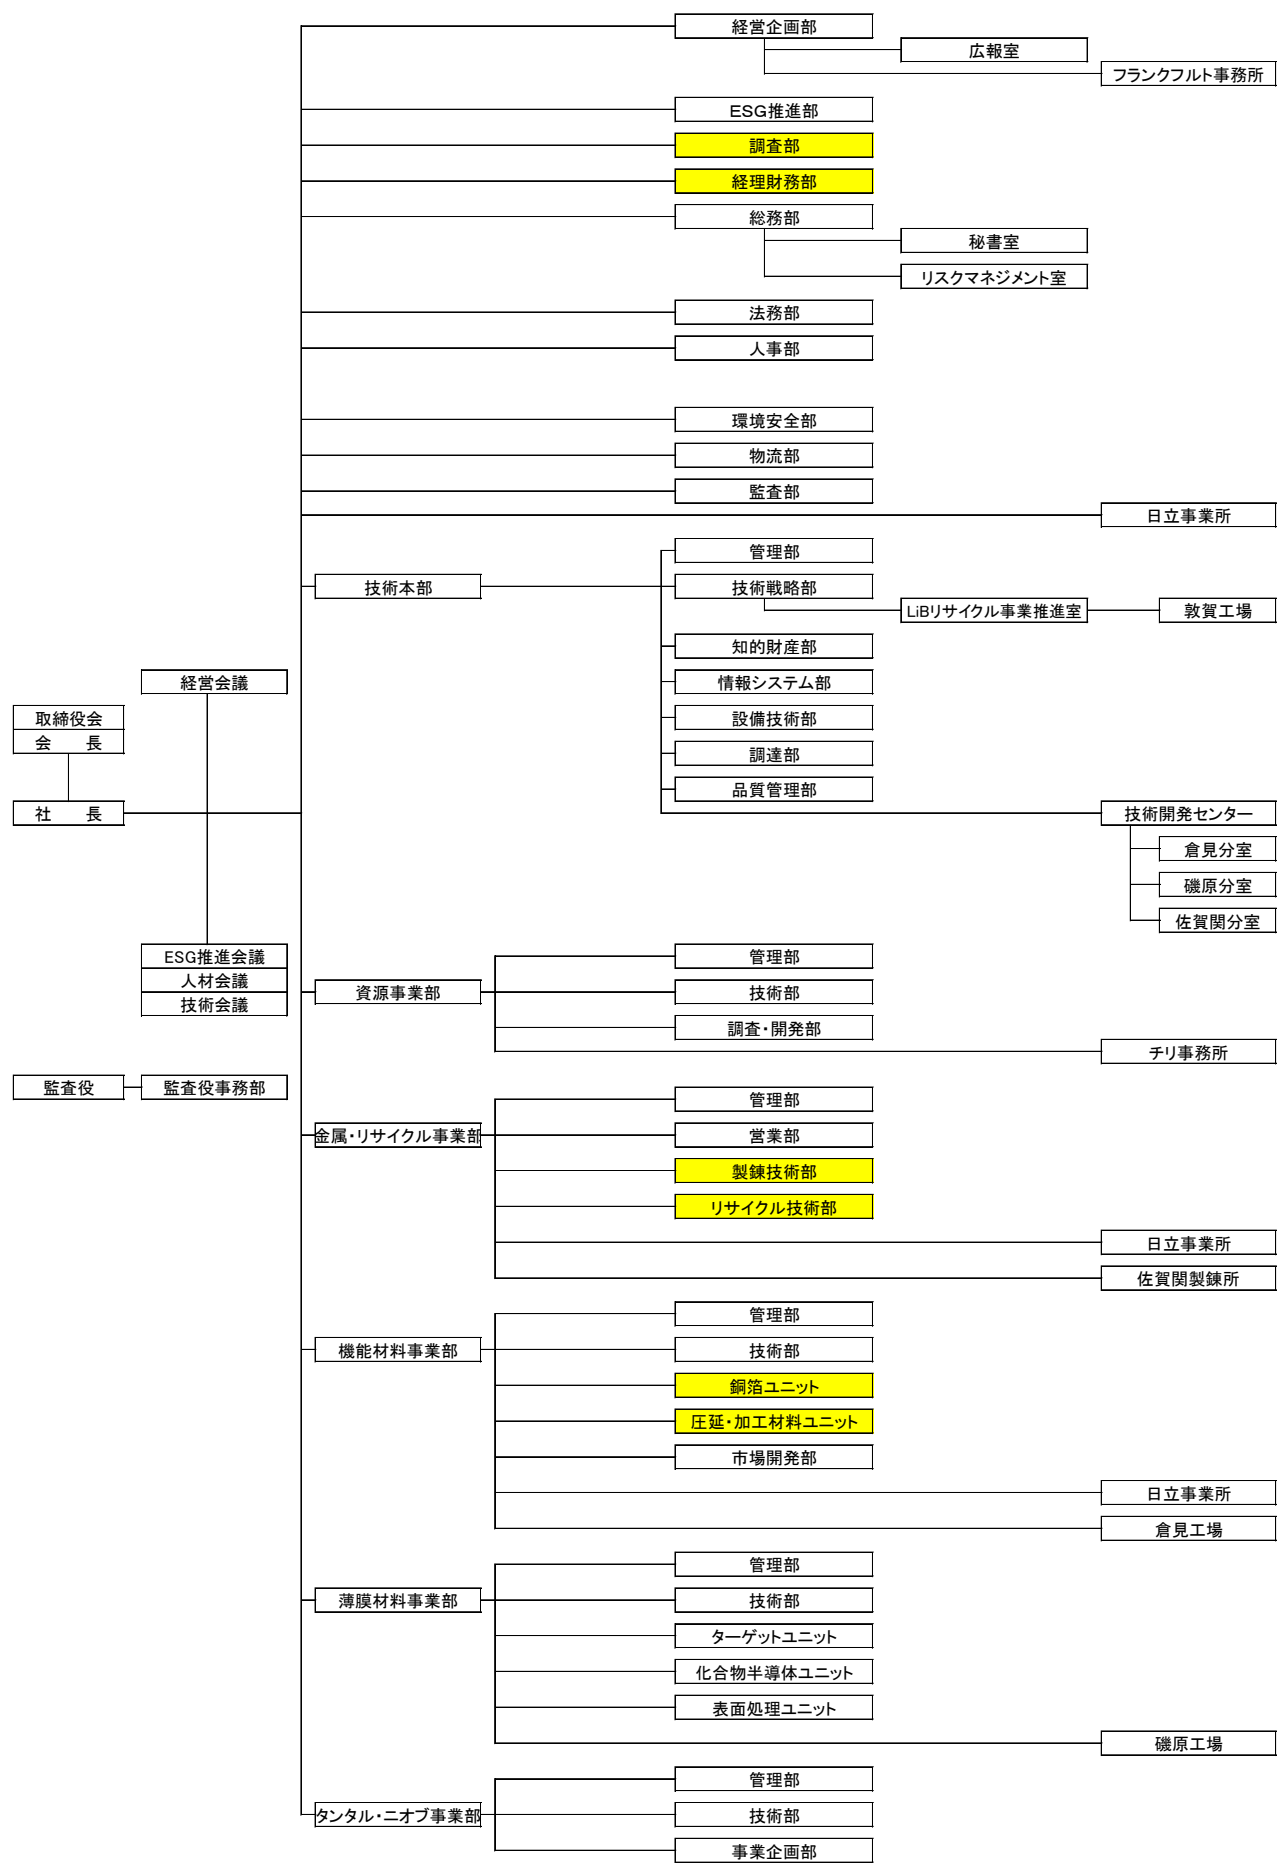 経営企画部
広報室
フランクフルト事務所
ESG推進部
調査部
経理財務部
総務部
秘書室
リスクマネジメント室
法務部
人事部
環境安全部
物流部
監査部
日立事業所
管理部
技術本部
技術戦略部
LiBリサイクル事業推進室
敦賀工場
知的財産部
経営会議
情報システム部
取締役会
設備技術部
会　　長
調達部
品質管理部
社　　長
技術開発センター
倉見分室
磯原分室
佐賀関分室
ESG推進会議
管理部
人材会議
資源事業部
技術部
技術会議
調査・開発部
チリ事務所
監査役
監査役事務部
管理部
金属・リサイクル事業部
営業部
製錬技術部
リサイクル技術部
日立事業所
佐賀関製錬所
管理部
機能材料事業部
技術部
銅箔ユニット
圧延・加工材料ユニット
市場開発部
日立事業所
倉見工場
管理部
薄膜材料事業部
技術部
ターゲットユニット
化合物半導体ユニット
表面処理ユニット
磯原工場
管理部
タンタル・ニオブ事業部
技術部
事業企画部